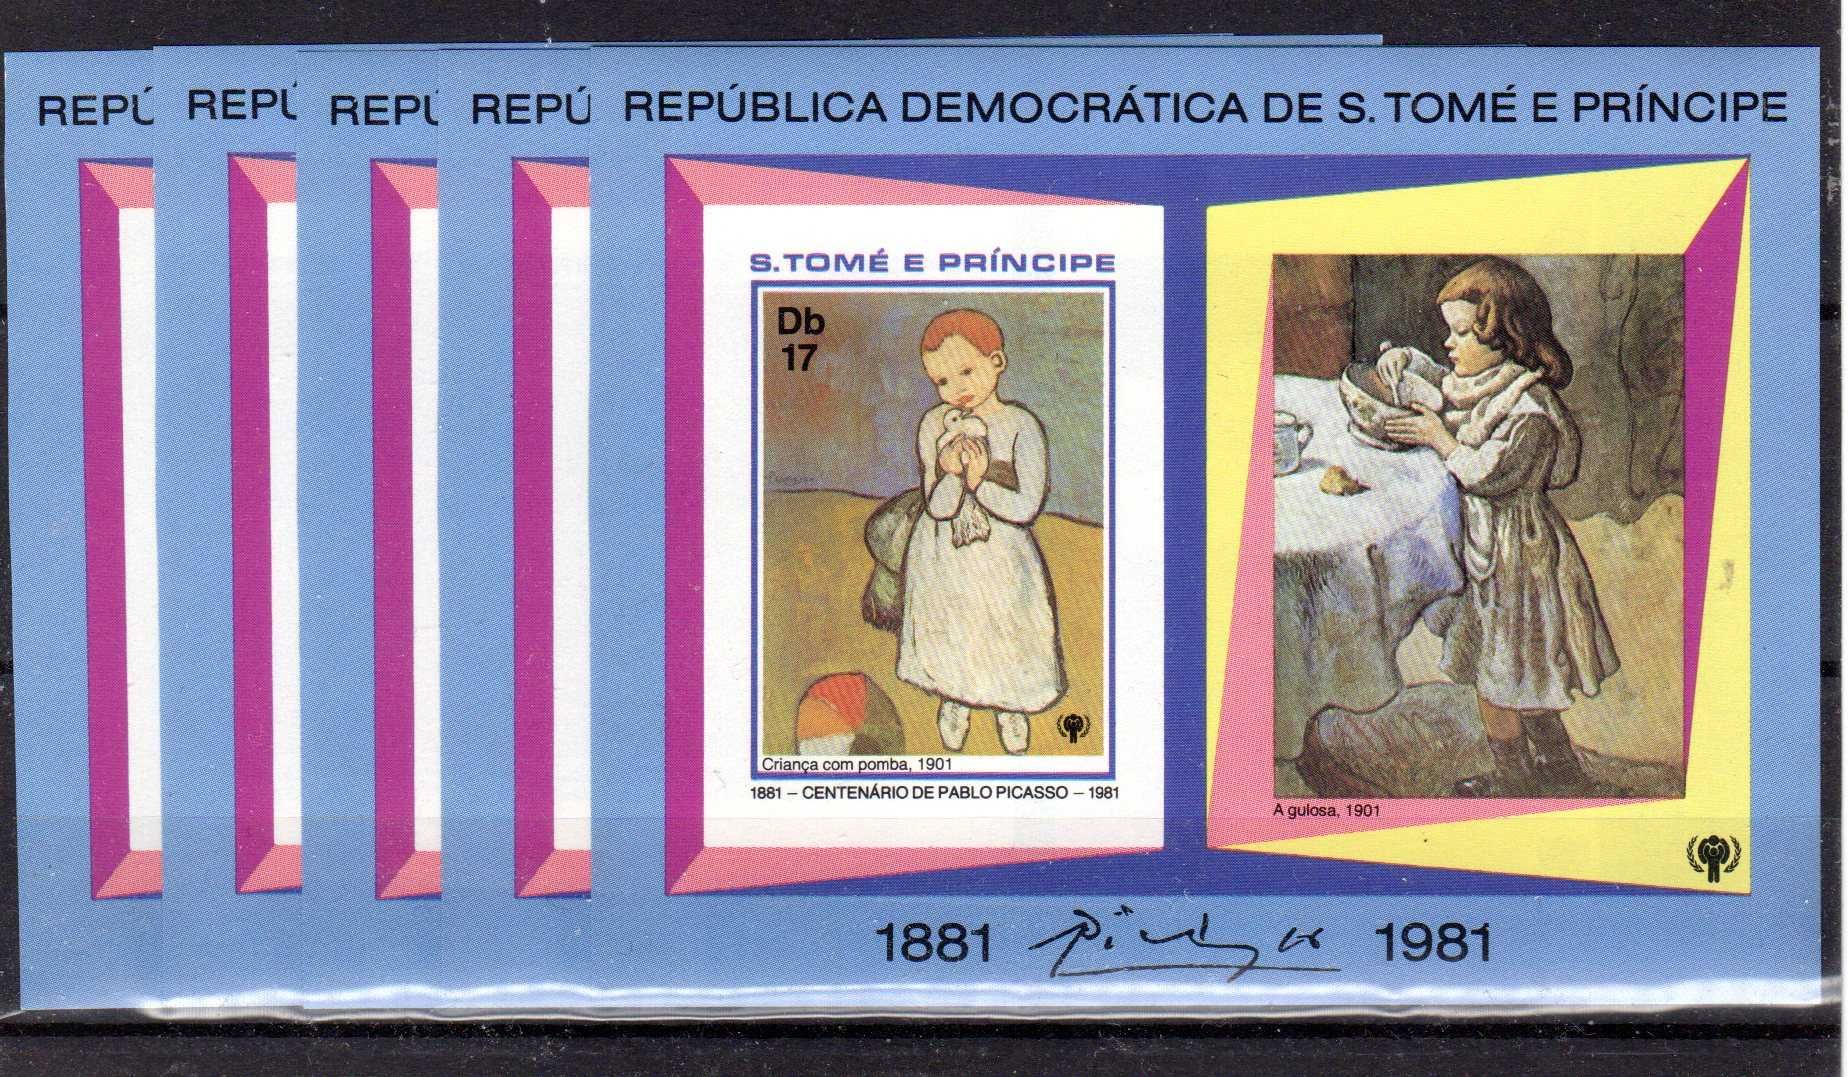 REPÚ
REPÚ
REPÚ
REPÚ
REPÚBLICA DEMOCRÁTICA DE S. TOMÉ E PRÍNCIPE
S. TOMÉ E PRÍNCIPE
Db
17
Criança com pomba, 1901
1881 – CENTENÁRIO DE PABLO PICASSO – 1981
A gulosa, 1901
1881 Picasso 1981